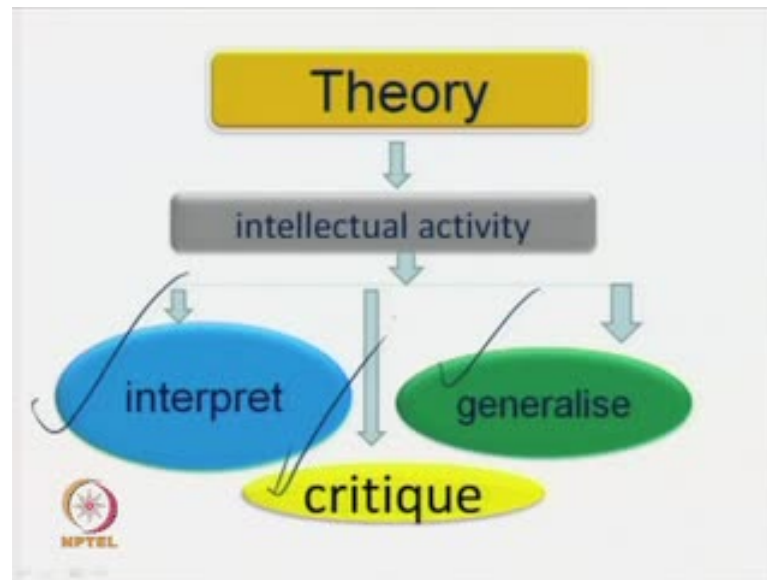 Theory
intellectual activity
interpret
generalise
critique
NPTEL